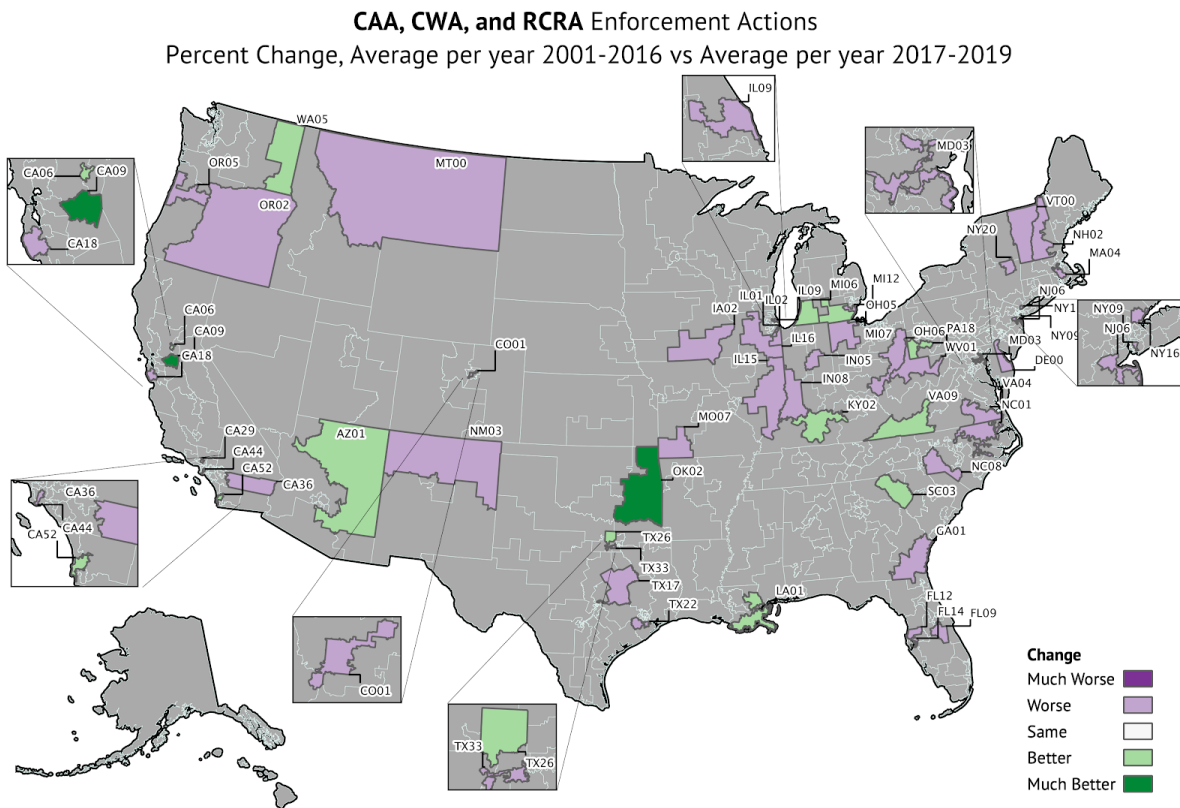 CAA, CWA, and RCRA Enforcement Actions
Percent Change, Average per year 2001-2016 vs Average per year 2017-2019
IL09
WA05
MD03
OR05
MT00
CA06
CA09
OR02
VT00
CA18
NY20
NH02
MA04
MI12
IL01
IL02
IL09
MI06
OH05
NJ06
NY1
NY09
IA02
CA06
CA09
CA18
CO01
MI07
OH06
PA18
WV01
MD03
NY09
NJ06
NY16
IL16
IL15
IN05
DE00
IN08
VA04
NC01
KY02
VA09
MO07
AZ01
NM03
CA29
CA44
CA52
CA36
OK02
NC08
SC03
CA36
CA44
CA52
GA01
TX26
TX33
TX17
TX22
LA01
FL12
FL14
FL09
CO01
TX33
TX26
Change
Much Worse
Worse
Same
Better
Much Better